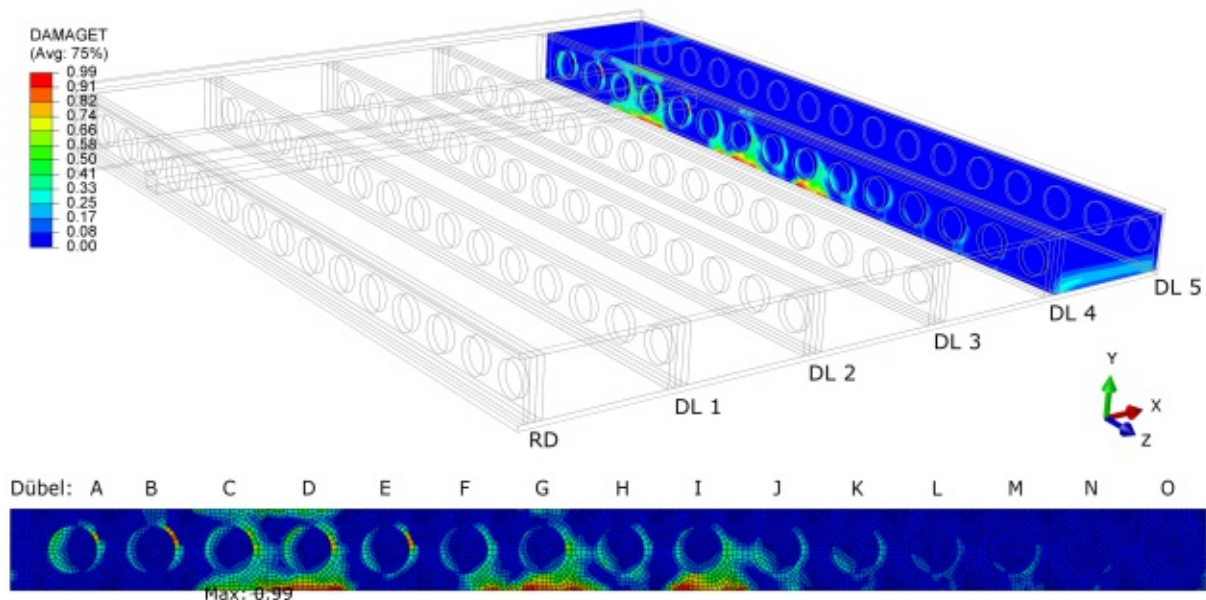 DAMAGET
(Avg: 75%)
0.99
0.91
0.82
0.74
0.66
0.58
0.50
0.41
0.33
0.25
0.17
0.08
0.00
DL 5
DL 4
DL 3
DL 2
DL 1
RD
Y
X
Z
Dübel: A B C D E F G H I J K L M N O
Max: 0.99